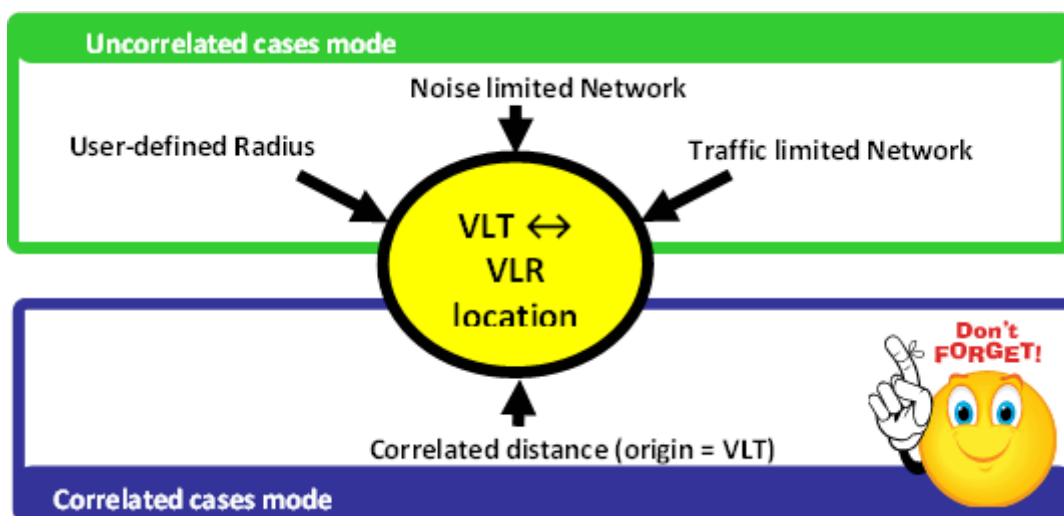 Uncorrelated cases mode
Noise limited Network
User-defined Radius
Traffic limited Network
VLT ↔
VLR
location
Don't
FORGET!
Correlated distance (origin = VLT)
Correlated cases mode